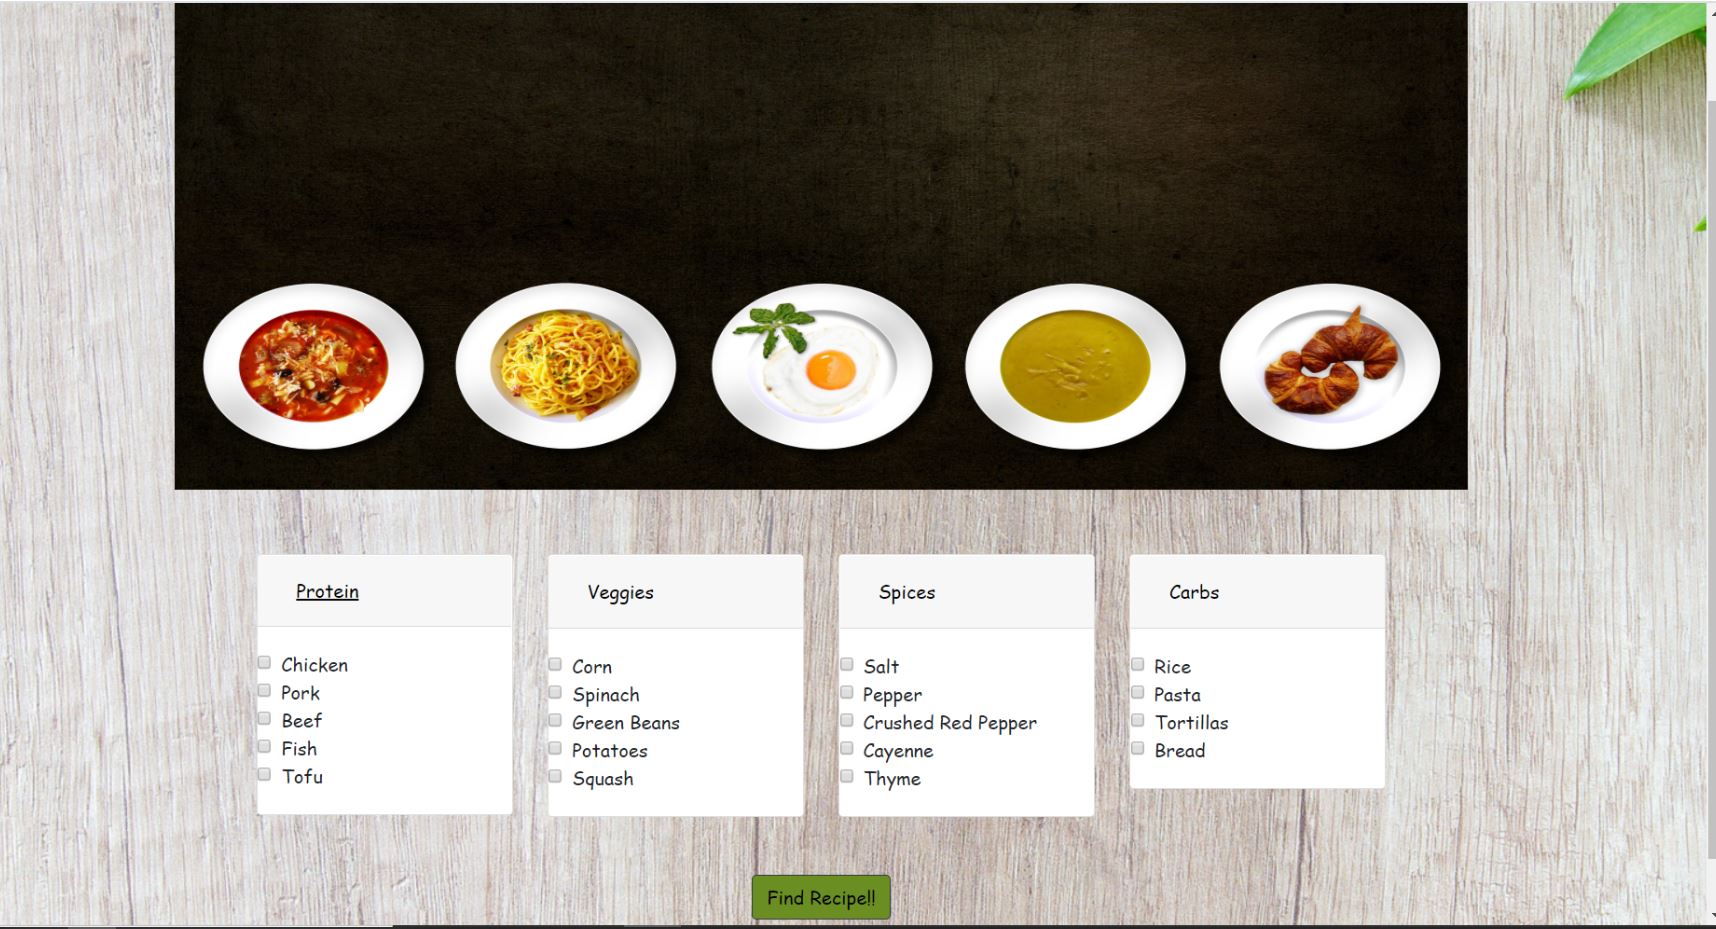 Protein
Chicken
Pork
Beef
Fish
Tofu
Veggies
Corn
Spinach
Green Beans
Potatoes
Squash
Spices
Salt
Pepper
Crushed Red Pepper
Cayenne
Thyme
Carbs
Rice
Pasta
Tortillas
Bread
Find Recipe!!